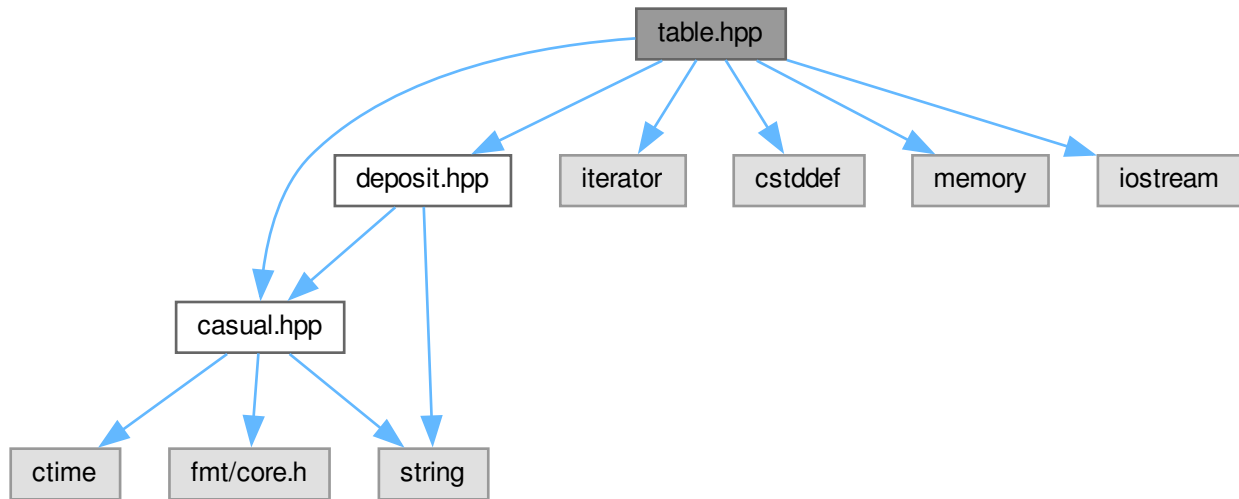 table.hpp
deposit.hpp
iterator
cstddef
memory
iostream
casual.hpp
ctime
fmt/core.h
string